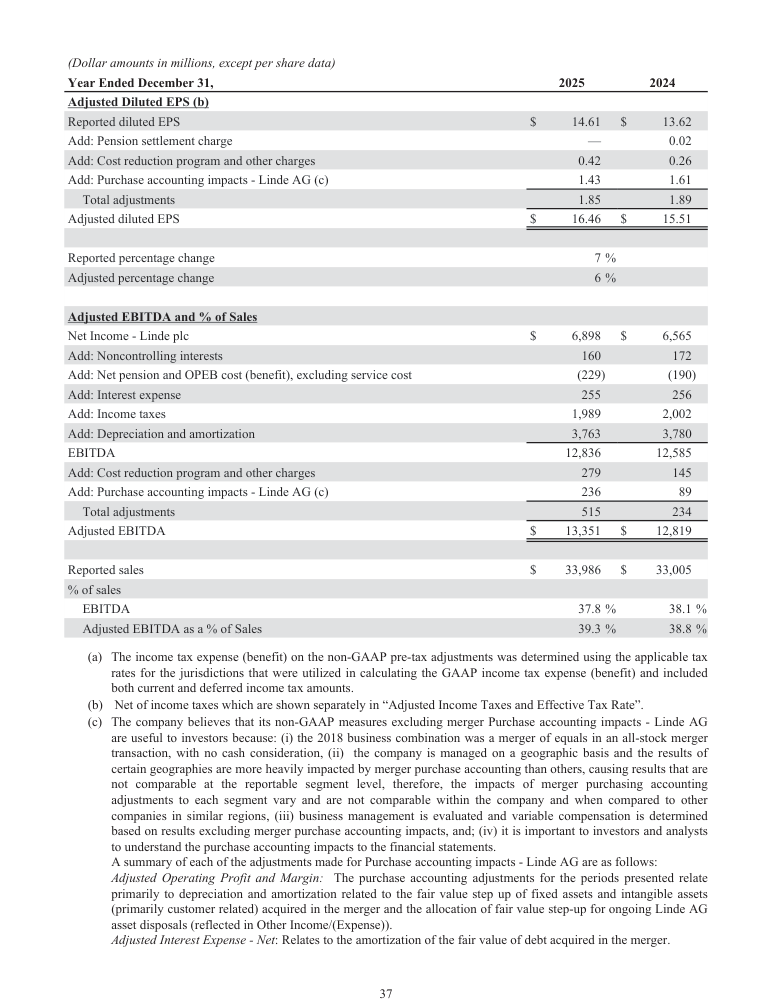 (Dollar amounts in millions, except per share data)
Year Ended December 31, 2025 2024
Adjusted Diluted EPS (b)
Reported diluted EPS $ 14.61 $ 13.62
Add: Pension settlement charge — 0.02
Add: Cost reduction program and other charges 0.42 0.26
Add: Purchase accounting impacts - Linde AG (c) 1.43 1.61
Total adjustments 1.85 1.89
Adjusted diluted EPS $ 16.46 $ 15.51
Reported percentage change 7 %
Adjusted percentage change 6 %
Adjusted EBITDA and % of Sales
Net Income - Linde plc $ 6,898 $ 6,565
Add: Noncontrolling interests 160 172
Add: Net pension and OPEB cost (benefit), excluding service cost (229) (190)
Add: Interest expense 255 256
Add: Income taxes 1,989 2,002
Add: Depreciation and amortization 3,763 3,780
EBITDA 12,836 12,585
Add: Cost reduction program and other charges 279 145
Add: Purchase accounting impacts - Linde AG (c) 236 89
Total adjustments 515 234
Adjusted EBITDA $ 13,351 $ 12,819
Reported sales $ 33,986 $ 33,005
% of sales
EBITDA 37.8 % 38.1 %
Adjusted EBITDA as a % of Sales 39.3 % 38.8 %
(a) The income tax expense (benefit) on the non-GAAP pre-tax adjustments was determined using the applicable tax
rates for the jurisdictions that were utilized in calculating the GAAP income tax expense (benefit) and included
both current and deferred income tax amounts.
(b) Net of income taxes which are shown separately in “Adjusted Income Taxes and Effective Tax Rate”.
(c) The company believes that its non-GAAP measures excluding merger Purchase accounting impacts - Linde AG
are useful to investors because: (i) the 2018 business combination was a merger of equals in an all-stock merger
transaction, with no cash consideration, (ii) the company is managed on a geographic basis and the results of
certain geographies are more heavily impacted by merger purchase accounting than others, causing results that are
not comparable at the reportable segment level, therefore, the impacts of merger purchasing accounting
adjustments to each segment vary and are not comparable within the company and when compared to other
companies in similar regions, (iii) business management is evaluated and variable compensation is determined
based on results excluding merger purchase accounting impacts, and; (iv) it is important to investors and analysts
to understand the purchase accounting impacts to the financial statements.
A summary of each of the adjustments made for Purchase accounting impacts - Linde AG are as follows:
Adjusted Operating Profit and Margin: The purchase accounting adjustments for the periods presented relate
primarily to depreciation and amortization related to the fair value step up of fixed assets and intangible assets
(primarily customer related) acquired in the merger and the allocation of fair value step-up for ongoing Linde AG
asset disposals (reflected in Other Income/(Expense)).
Adjusted Interest Expense - Net: Relates to the amortization of the fair value of debt acquired in the merger.
37